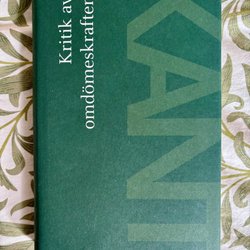 Kritik av
omdömeskraften
KANT